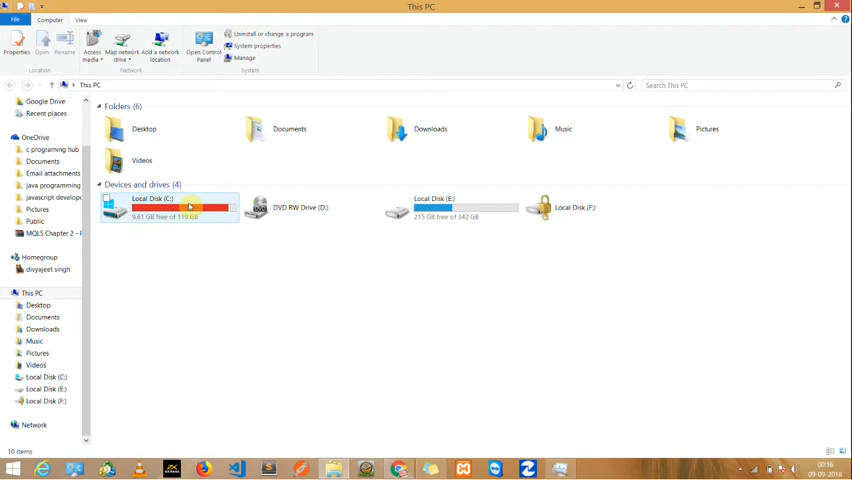 This PC
File
Computer
View
Properties
Open
Rename
Access media
Map network drive
Add a network location
Open Control Panel
Uninstall or change a program
System properties
Manage
Location
Network
System
This PC
Search This PC
Google Drive
Recent places
OneDrive
c programing hub
Documents
Email attachments
java programming
javascript develope
Pictures
Public
MQL5 Chapter 2 -
Homegroup
divyajeet singh
This PC
Desktop
Documents
Downloads
Music
Pictures
Videos
Local Disk (C:)
Local Disk (E:)
Local Disk (F:)
Network
Folders (6)
Desktop
Documents
Downloads
Music
Pictures
Videos
Devices and drives (4)
Local Disk (C:)
9.61 GB free of 119 GB
DVD RW Drive (D:)
Local Disk (E:)
215 GB free of 342 GB
Local Disk (F:)
10 items
00:16
09-09-2018